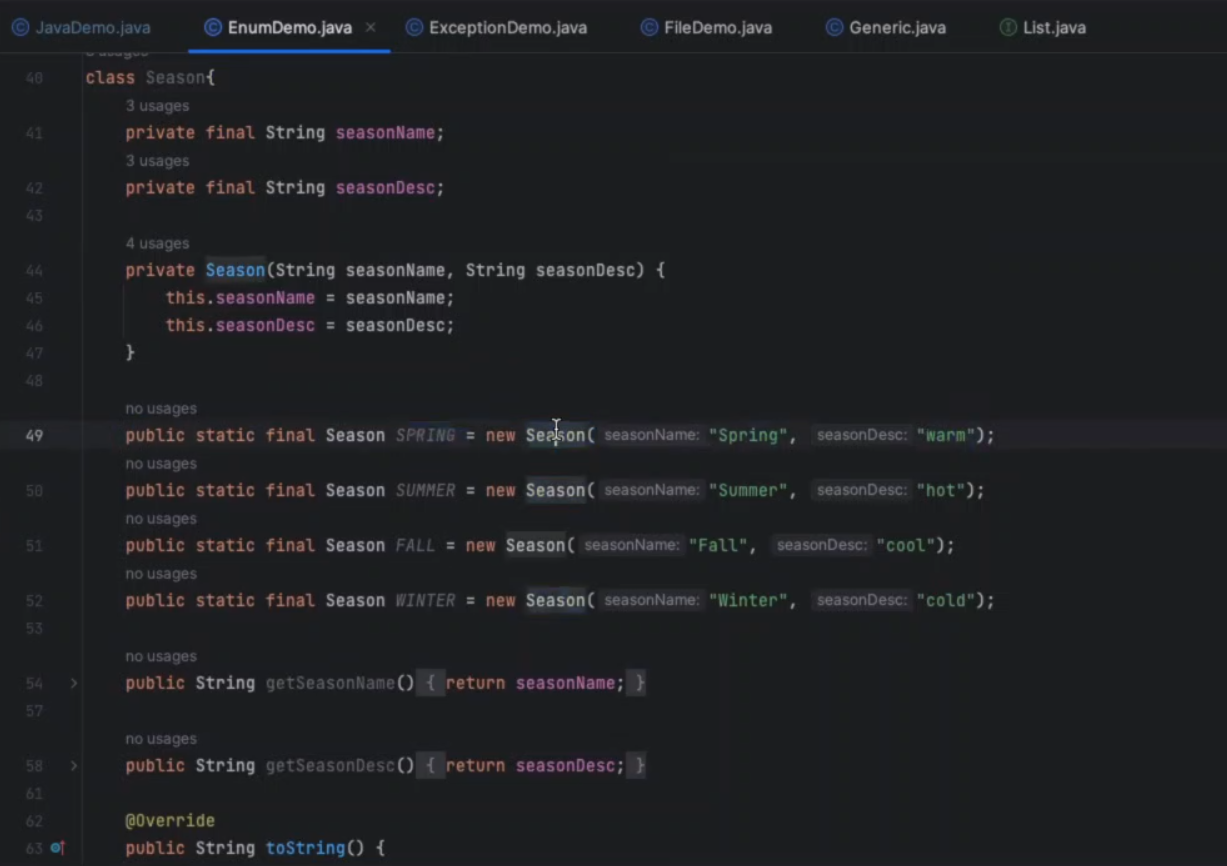 JavaDemo.java EnumDemo.java ExceptionDemo.java FileDemo.java Generic.java List.java
40 class Season{
3 usages
41 private final String seasonName;
3 usages
42 private final String seasonDesc;
43
4 usages
44 private Season(String seasonName, String seasonDesc) {
45 this.seasonName = seasonName;
46 this.seasonDesc = seasonDesc;
47 }
48
no usages
49 public static final Season SPRING = new Season( seasonName: "Spring", seasonDesc: "warm");
no usages
50 public static final Season SUMMER = new Season( seasonName: "Summer", seasonDesc: "hot");
no usages
51 public static final Season FALL = new Season( seasonName: "Fall", seasonDesc: "cool");
no usages
52 public static final Season WINTER = new Season( seasonName: "Winter", seasonDesc: "cold");
53
no usages
54 public String getSeasonName() { return seasonName; }
57
no usages
58 public String getSeasonDesc() { return seasonDesc; }
61
62 @Override
63 public String toString() {